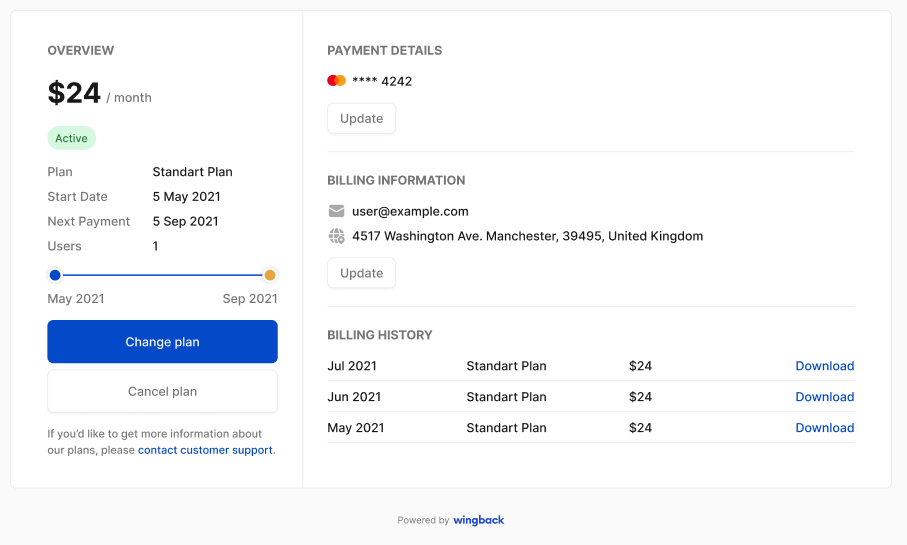 OVERVIEW
$24 / month
Active
Plan Standart Plan
Start Date 5 May 2021
Next Payment 5 Sep 2021
Users 1
May 2021 Sep 2021
Change plan
Cancel plan
If you'd like to get more information about
our plans, please contact customer support.
PAYMENT DETAILS
**** 4242
Update
BILLING INFORMATION
user@example.com
4517 Washington Ave. Manchester, 39495, United Kingdom
Update
BILLING HISTORY
Jul 2021 Standart Plan $24 Download
Jun 2021 Standart Plan $24 Download
May 2021 Standart Plan $24 Download
Powered by wingback